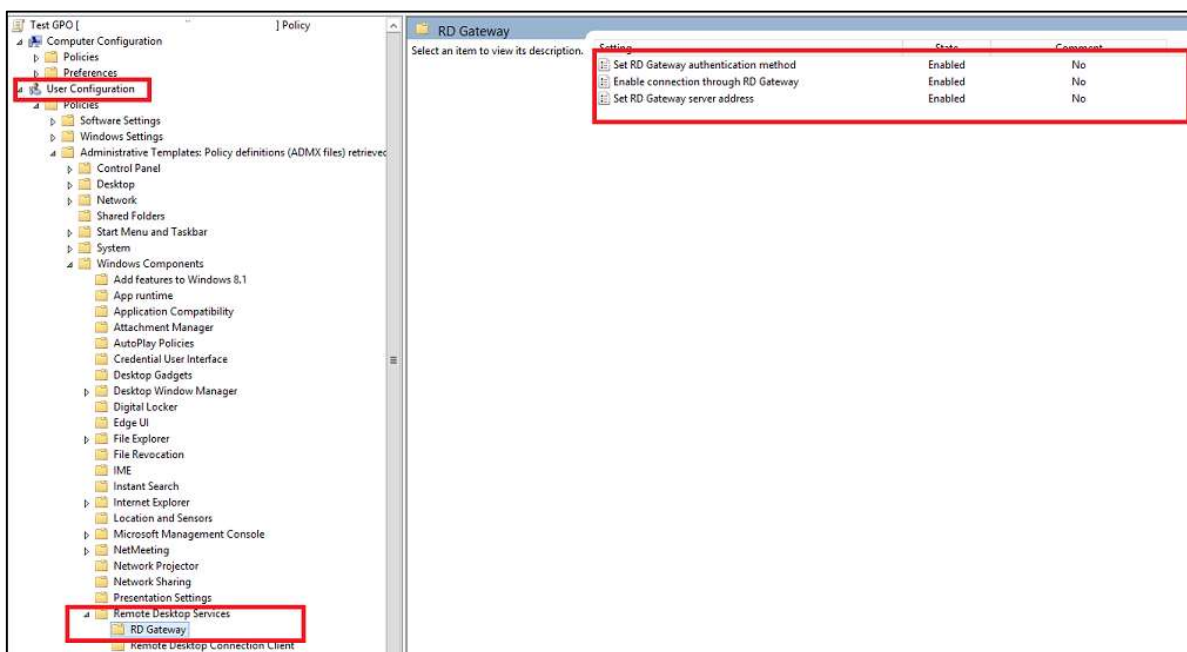 Test GPO [ ] Policy
Computer Configuration
Policies
Preferences
User Configuration
Policies
Software Settings
Windows Settings
Administrative Templates: Policy definitions (ADMX files) retrieved
Control Panel
Desktop
Network
Shared Folders
Start Menu and Taskbar
System
Windows Components
Add features to Windows 8.1
App runtime
Application Compatibility
Attachment Manager
AutoPlay Policies
Credential User Interface
Desktop Gadgets
Desktop Window Manager
Digital Locker
Edge UI
File Explorer
File Revocation
IME
Instant Search
Internet Explorer
Location and Sensors
Microsoft Management Console
NetMeeting
Network Projector
Network Sharing
Presentation Settings
Remote Desktop Services
RD Gateway
Remote Desktop Connection Client
RD Gateway
Select an item to view its description.
Setting State Comment
Set RD Gateway authentication method Enabled No
Enable connection through RD Gateway Enabled No
Set RD Gateway server address Enabled No